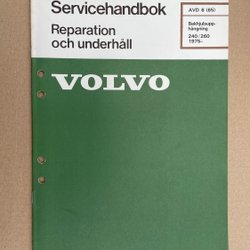 Servicehandbok
Reparation
och underhåll
AVD 6 (65)
Bakhjulsupp-
hängning
240/260
1975-
VOLVO